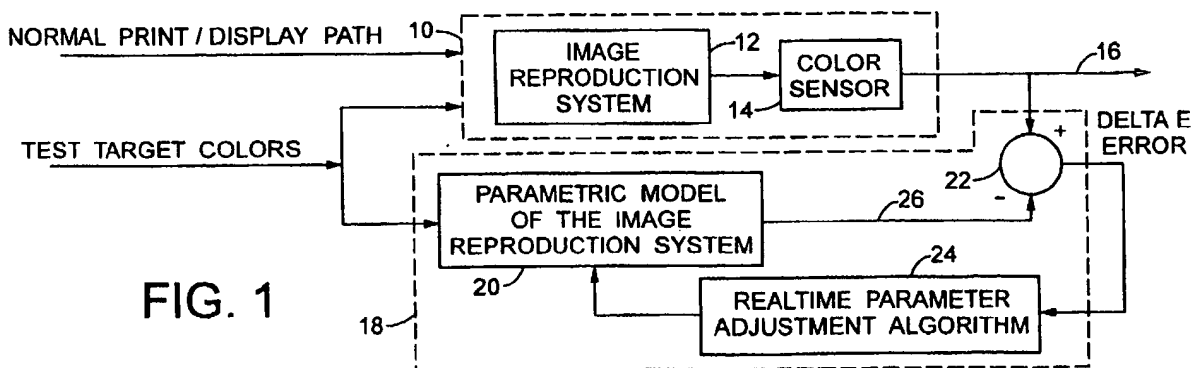 NORMAL PRINT / DISPLAY PATH
10
IMAGE
REPRODUCTION
SYSTEM
12
COLOR
SENSOR
14
16
TEST TARGET COLORS
DELTA E
ERROR
+
22
-
PARAMETRIC MODEL
OF THE IMAGE
REPRODUCTION SYSTEM
20
26
24
REALTIME PARAMETER
ADJUSTMENT ALGORITHM
18
FIG. 1